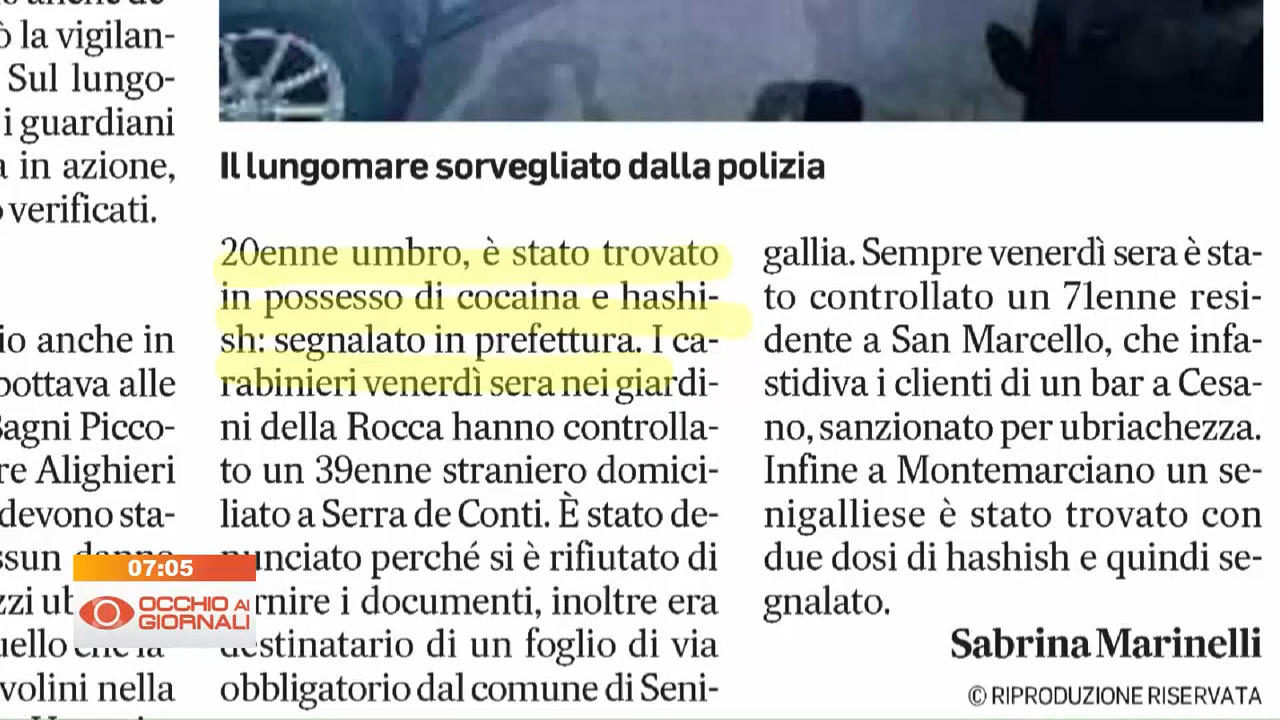 ò la vigilan-
Sul lungo-
i guardiani
in azione,
verificati.
anche in
alle
re Alighieri
devono sta-
nella
Il lungomare sorvegliato dalla polizia
20enne umbro, è stato trovato
in possesso di cocaina e hashi-
sh: segnalato in prefettura. I ca-
rabinieri venerdì sera nei giardi-
ni della Rocca hanno controlla-
to un 39enne straniero domici-
liato a Serra de Conti. È stato de-
nunciato perché si è rifiutato di
rnire i documenti, inoltre era
destinatario di un foglio di via
obbligatorio dal comune di Seni-
gallia. Sempre venerdì sera è sta-
to controllato un 71enne resi-
dente a San Marcello, che infa-
stidiva i clienti di un bar a Cesa-
no, sanzionato per ubriachezza.
Infine a Montemarciano un se-
nigalliese è stato trovato con
due dosi di hashish e quindi se-
gnalato.
Sabrina Marinelli
© RIPRODUZIONE RISERVATA
07:05
OCCHIO AI
GIORNALI